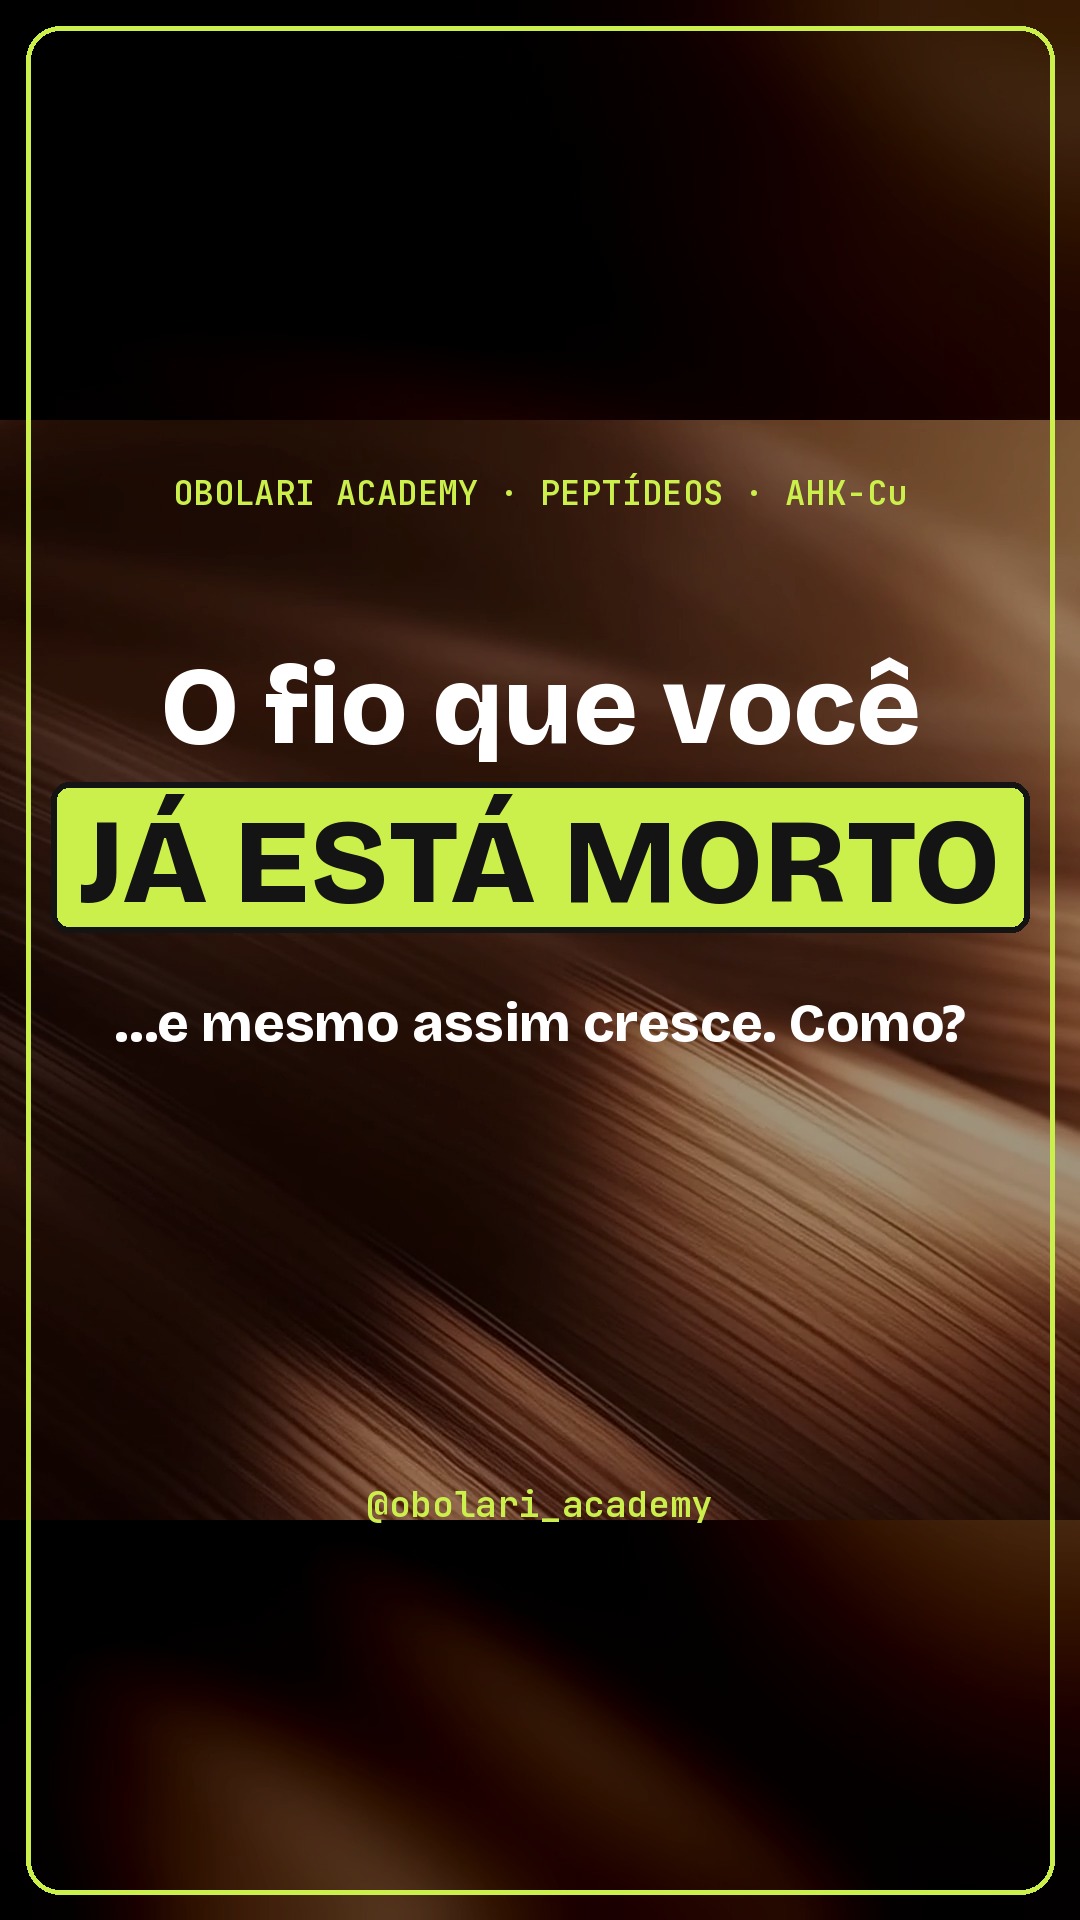 OBOLARI ACADEMY · PEPTÍDEOS · AHK-Cu
O fio que você
JÁ ESTÁ MORTO
...e mesmo assim cresce. Como?
@obolari_academy